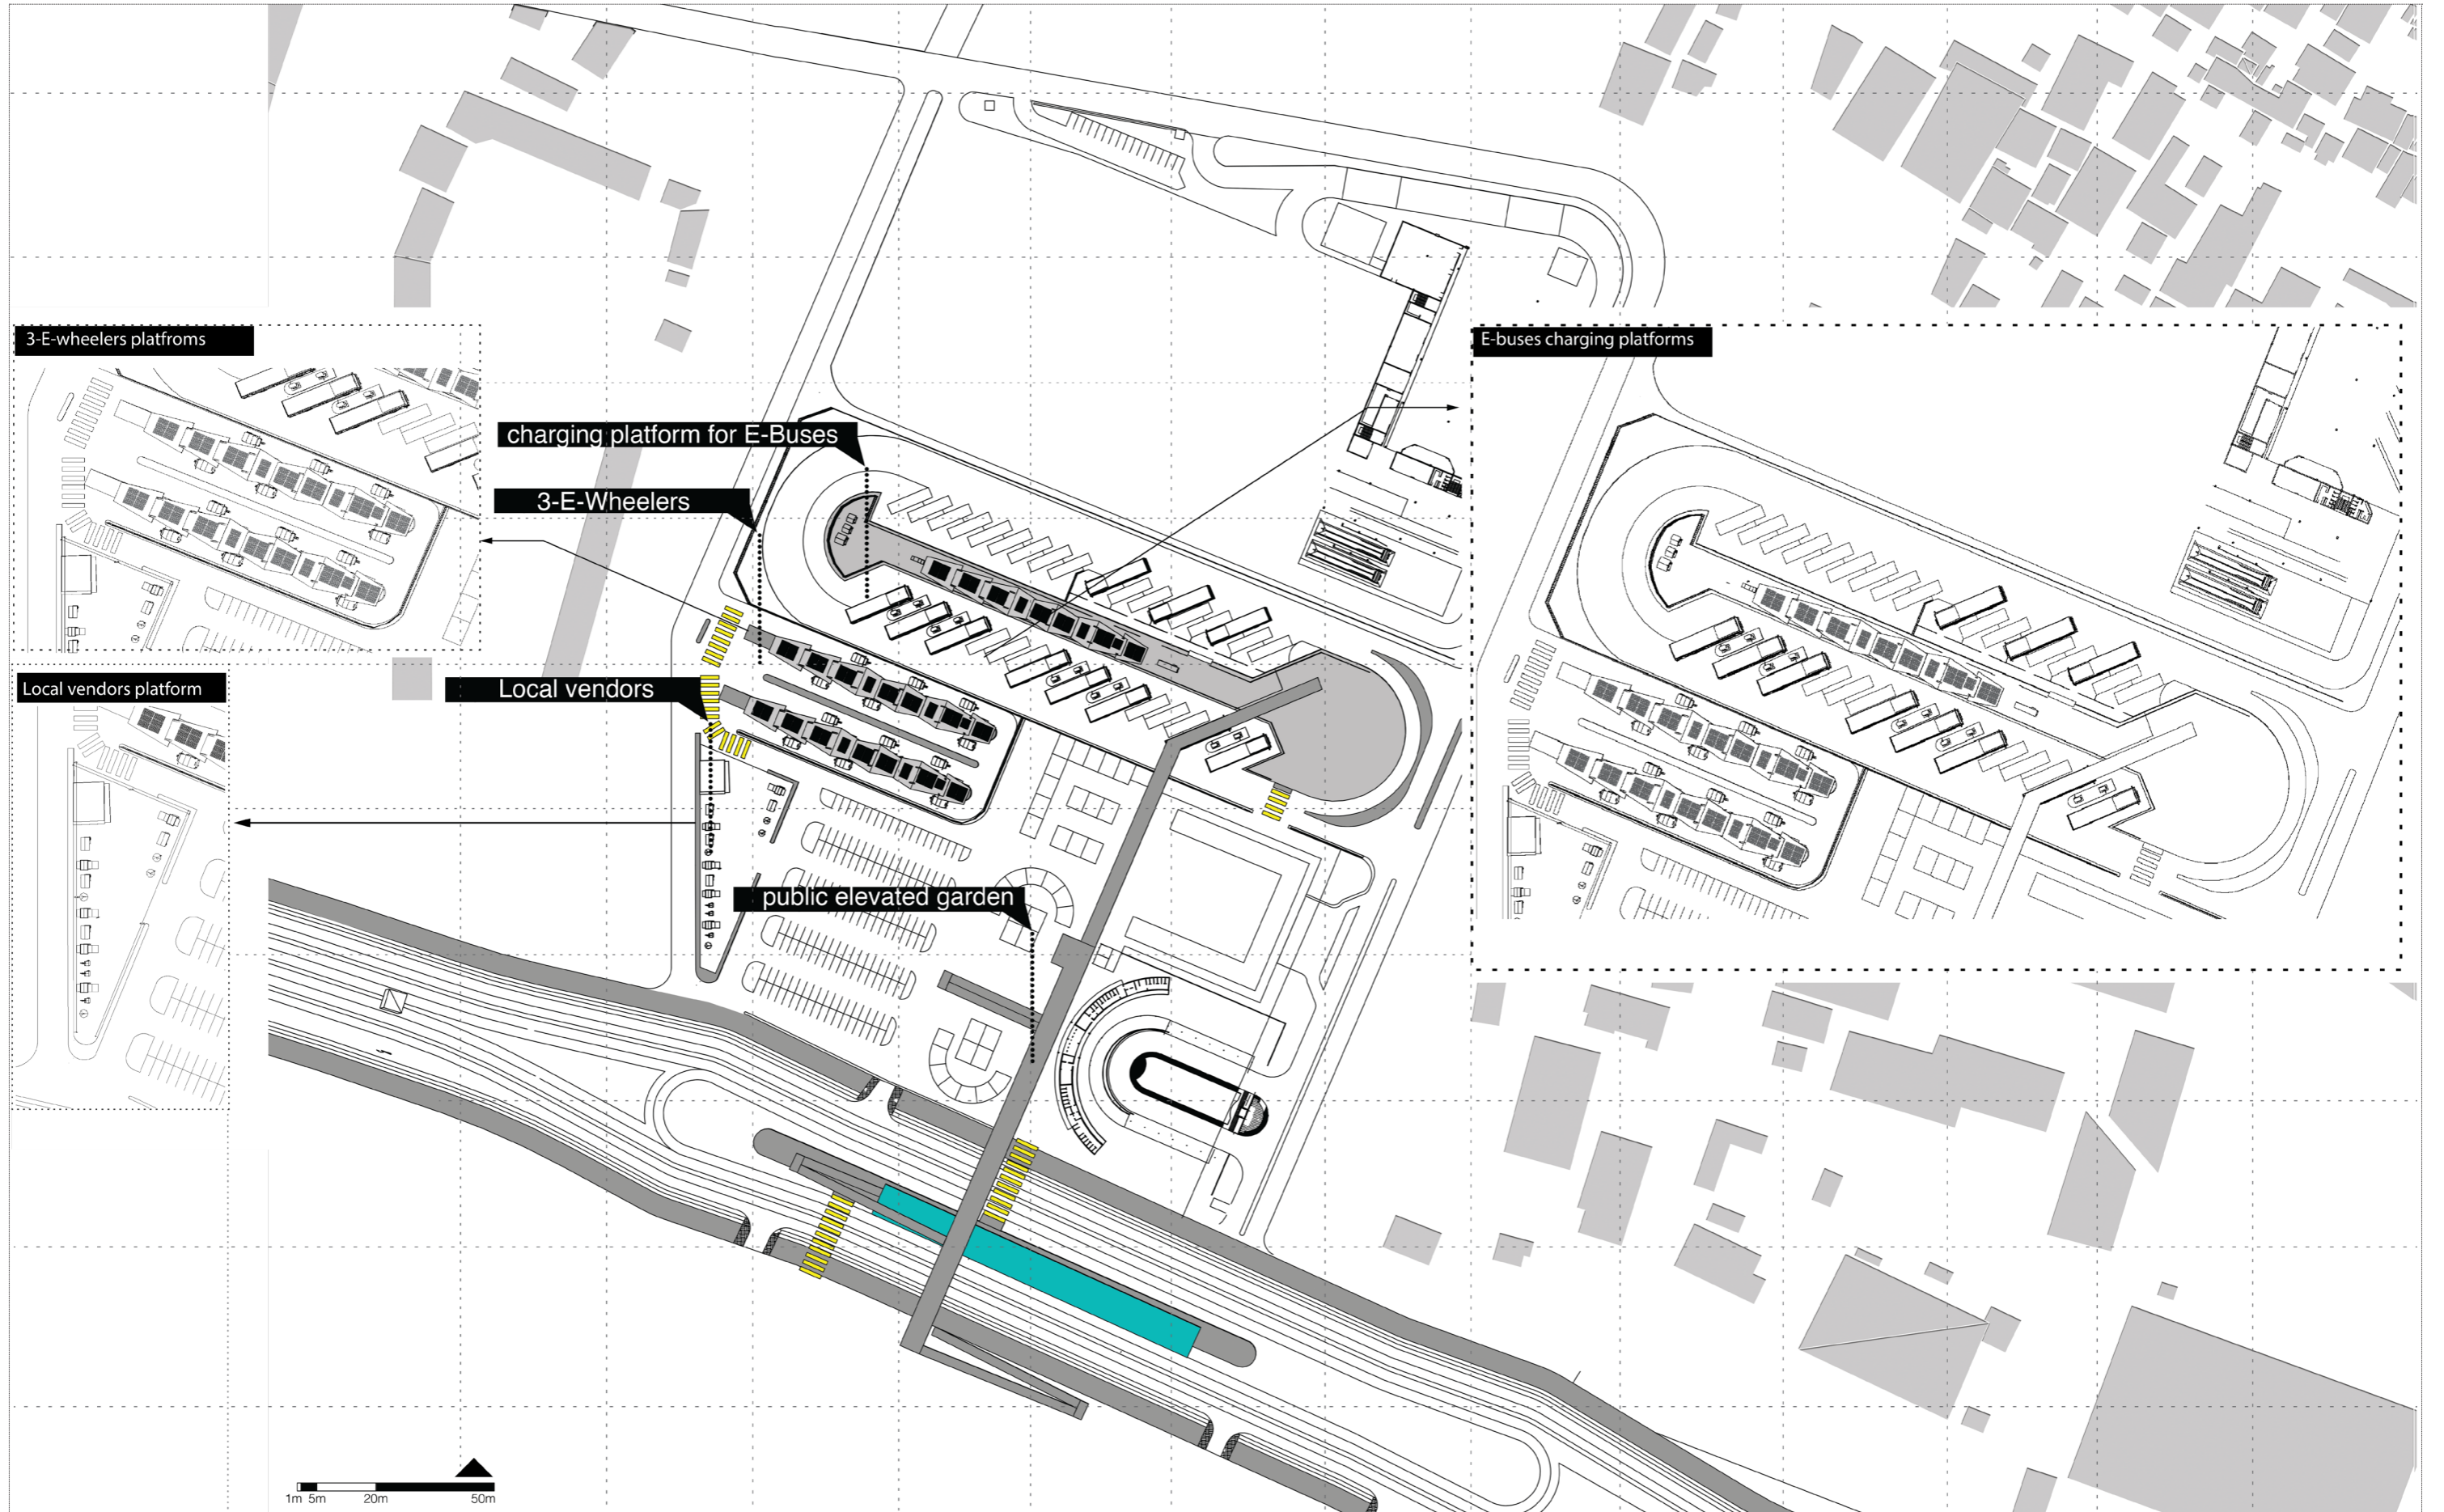 3-E-wheelers platfroms
E-buses charging platforms
charging platform for E-Buses
3-E-Wheelers
Local vendors platform
Local vendors
public elevated garden
1m 5m 20m 50m